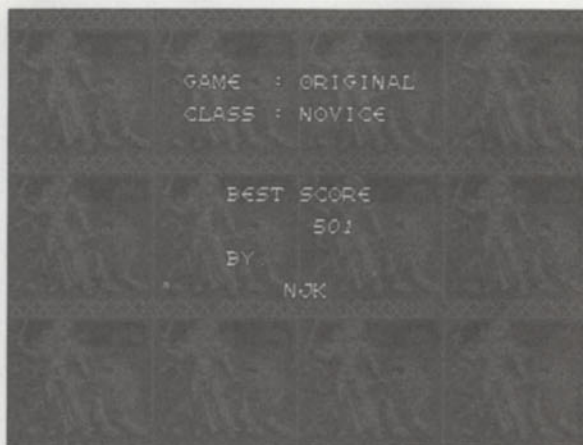 GAME : ORIGINAL
CLASS : NOVICE
BEST SCORE
501
BY
NJK